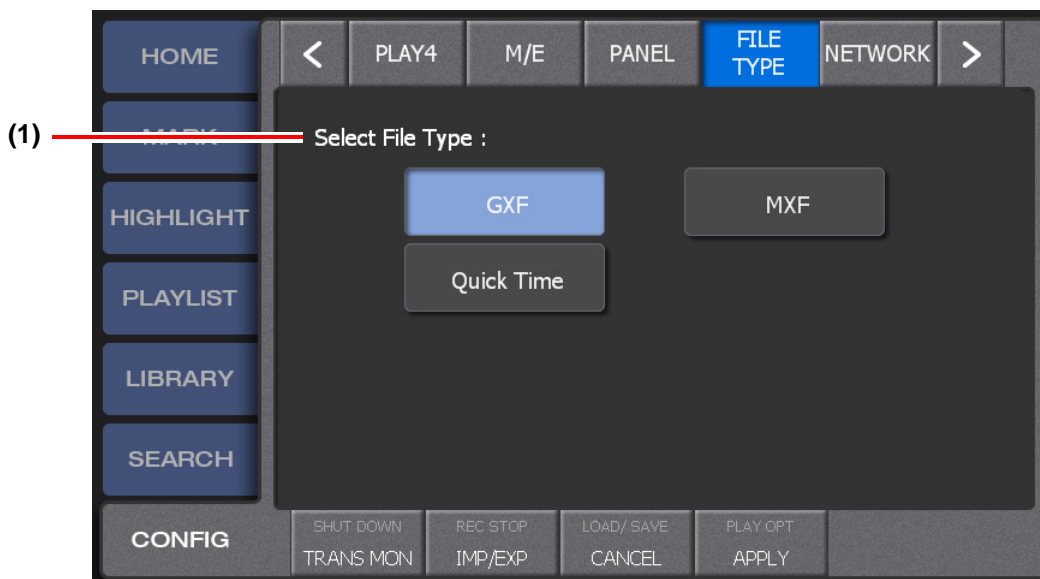 HOME
<
PLAY4
M/E
PANEL
FILE
TYPE
NETWORK
>
(1)
MARK
Select File Type :
GXF
MXF
HIGHLIGHT
Quick Time
PLAYLIST
LIBRARY
SEARCH
CONFIG
SHUT DOWN
TRANS MON
REC STOP
IMP/EXP
LOAD/ SAVE
CANCEL
PLAY OPT
APPLY